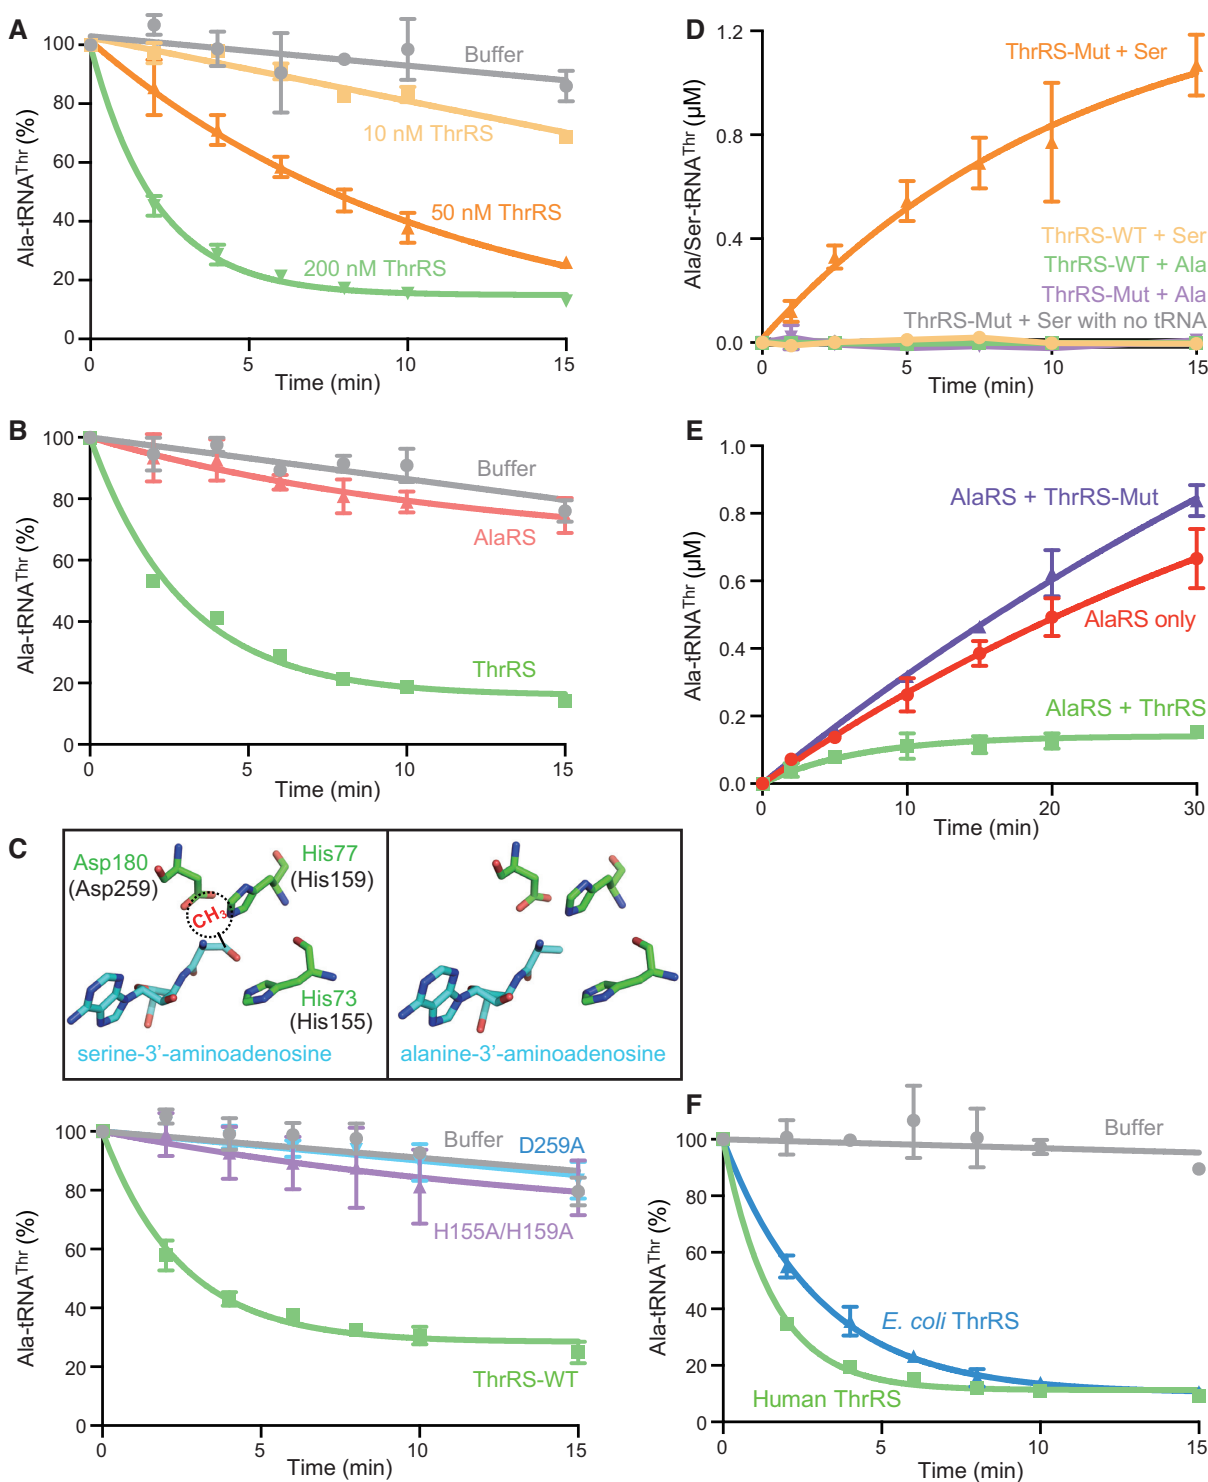 A
100
80
60
40
20
0
Ala-tRNAThr (%)
Buffer
10 nM ThrRS
50 nM ThrRS
200 nM ThrRS
0
5
10
15
Time (min)
B
100
80
60
40
20
0
Ala-tRNAThr (%)
Buffer
AlaRS
ThrRS
0
5
10
15
Time (min)
C
Asp180
(Asp259)
His77
(His159)
CH3
His73
(His155)
serine-3'-aminoadenosine
alanine-3'-aminoadenosine
100
80
60
40
20
0
Ala-tRNAThr (%)
Buffer
D259A
H155A/H159A
ThrRS-WT
0
5
10
15
Time (min)
D
1.2
0.8
0.4
0.0
Ala/Ser-tRNAThr (µM)
ThrRS-Mut + Ser
ThrRS-WT + Ser
ThrRS-WT + Ala
ThrRS-Mut + Ala
ThrRS-Mut + Ser with no tRNA
0
5
10
15
Time (min)
E
1.0
0.8
0.6
0.4
0.2
0.0
Ala-tRNAThr (µM)
AlaRS + ThrRS-Mut
AlaRS only
AlaRS + ThrRS
0
10
20
30
Time (min)
F
100
80
60
40
20
0
Ala-tRNAThr (%)
Buffer
E. coli ThrRS
Human ThrRS
0
5
10
15
Time (min)